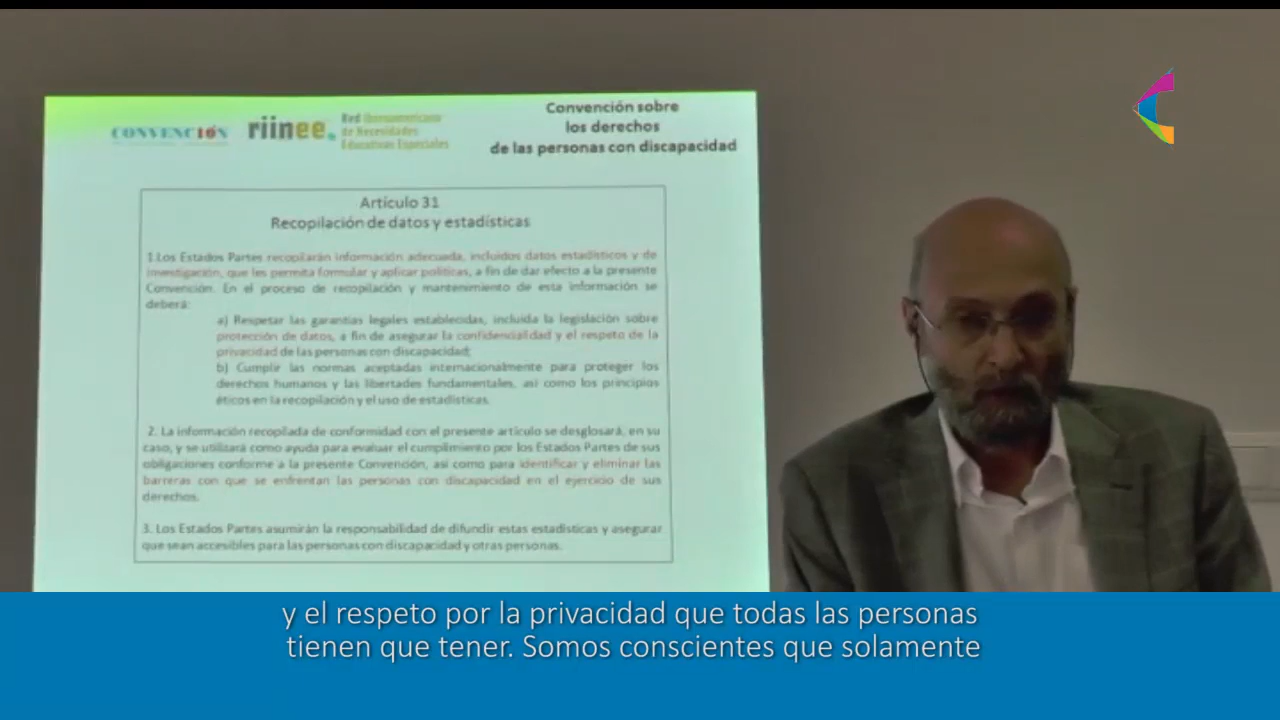 CONVENCIÓN
riinee.
Red Iberoamericana
de Necesidades
Educativas Especiales
Convención sobre
los derechos
de las personas con discapacidad
Artículo 31
Recopilación de datos y estadísticas
1.Los Estados Partes recopilarán información adecuada, incluidos datos estadísticos y de
investigación, que les permita formular y aplicar políticas, a fin de dar efecto a la presente
Convención. En el proceso de recopilación y mantenimiento de esta información se
deberá:
a) Respetar las garantías legales establecidas, incluida la legislación sobre
protección de datos, a fin de asegurar la confidencialidad y el respeto de la
privacidad de las personas con discapacidad;
b) Cumplir las normas aceptadas internacionalmente para proteger los
derechos humanos y las libertades fundamentales, así como los principios
éticos en la recopilación y el uso de estadísticas.
2. La información recopilada de conformidad con el presente artículo se desglosará, en su
caso, y se utilizará como ayuda para evaluar el cumplimiento por los Estados Partes de sus
obligaciones conforme a la presente Convención, así como para identificar y eliminar las
barreras con que se enfrentan las personas con discapacidad en el ejercicio de sus
derechos.
3. Los Estados Partes asumirán la responsabilidad de difundir estas estadísticas y asegurar
que sean accesibles para las personas con discapacidad y otras personas.
y el respeto por la privacidad que todas las personas
tienen que tener. Somos conscientes que solamente